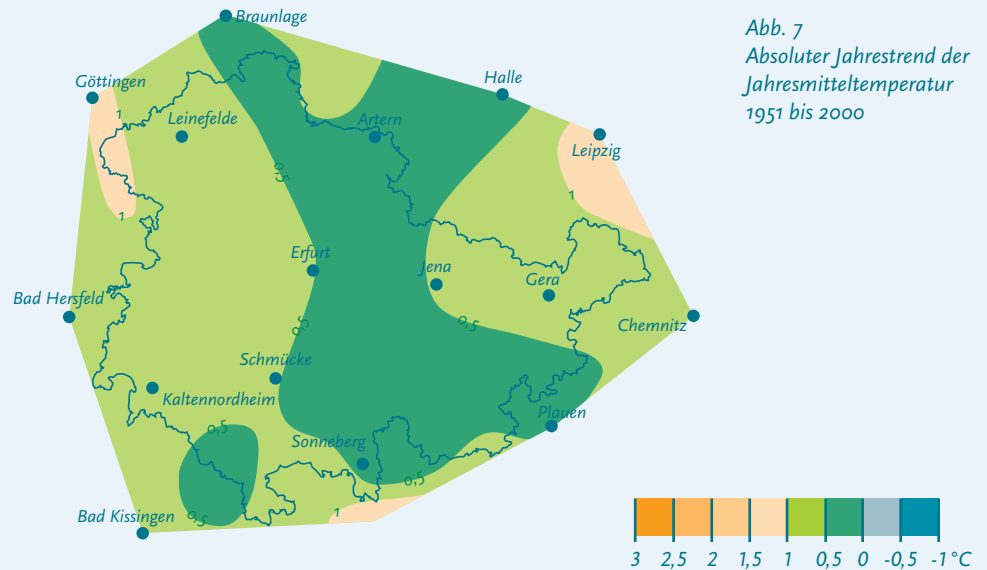 Braunlage
Abb. 7
Absoluter Jahrestrend der
Jahresmitteltemperatur
1951 bis 2000
Göttingen
Halle
1
Leinefelde
Artern
Leipzig
0,5
1
1
Erfurt
Jena
Gera
Bad Hersfeld
0,5
0,5
Chemnitz
Schmücke
Kaltennordheim
Plauen
0,5
Sonneberg
0,5
Bad Kissingen
0,5
1
3 2,5 2 1,5 1 0,5 0 -0,5 -1 °C